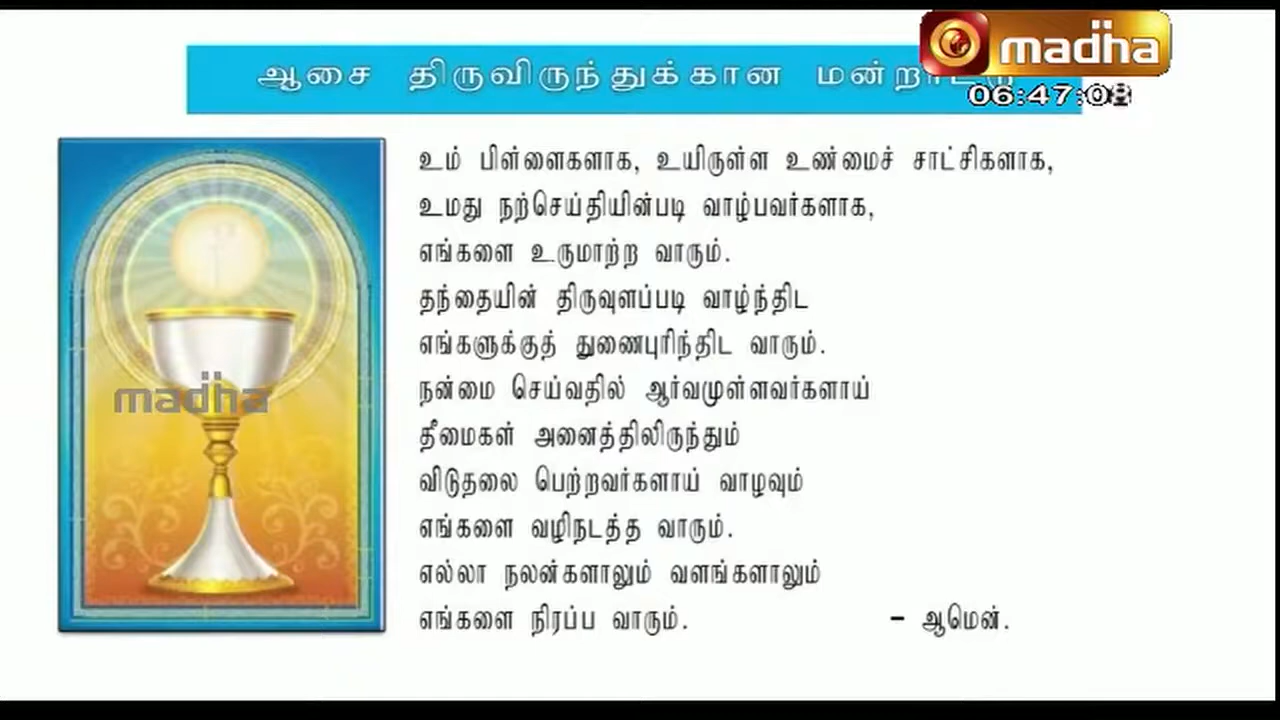 madha
ஆசை திருவிருந்துக்கான
06:47:0
உம் பிள்ளைகளாக, உயிருள்ள உண்மைச் சாட்சிகளாக,
உமது நற்செய்தியின்படி வாழ்பவர்களாக,
எங்களை உருமாற்ற வாரும்.
தந்தையின் திருவுளப்படி வாழ்ந்திட
எங்களுக்குத் துணைபுரிந்திட வாரும்.
நன்மை செய்வதில் ஆர்வமுள்ளவர்களாய்
தீமைகள் அனைத்திலிருந்தும்
விடுதலை பெற்றவர்களாய் வாழவும்
எங்களை வழிநடத்த வாரும்.
எல்லா நலன்களாலும் வளங்களாலும்
எங்களை நிரப்ப வாரும். - ஆமென்.
madha